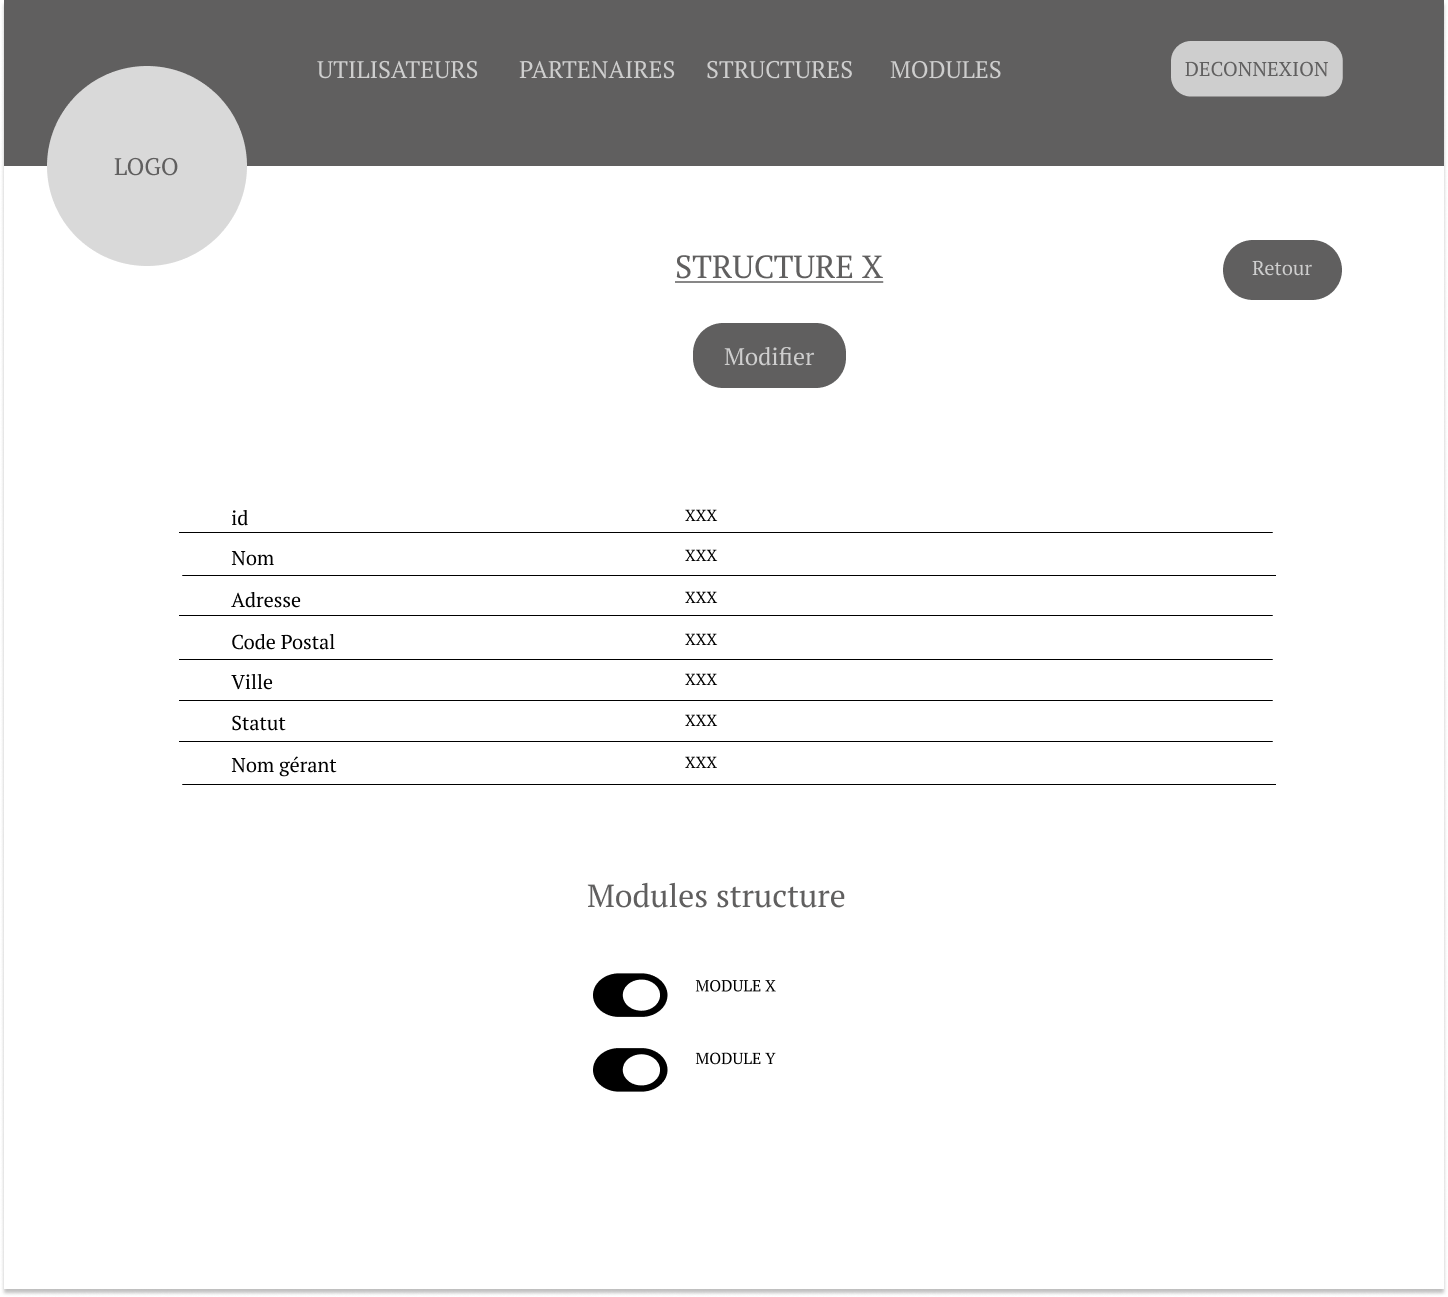 UTILISATEURS PARTENAIRES STRUCTURES MODULES DECONNEXION
LOGO
STRUCTURE X
Retour
Modifier
id XXX
Nom XXX
Adresse XXX
Code Postal XXX
Ville XXX
Statut XXX
Nom gérant XXX
Modules structure
MODULE X
MODULE Y